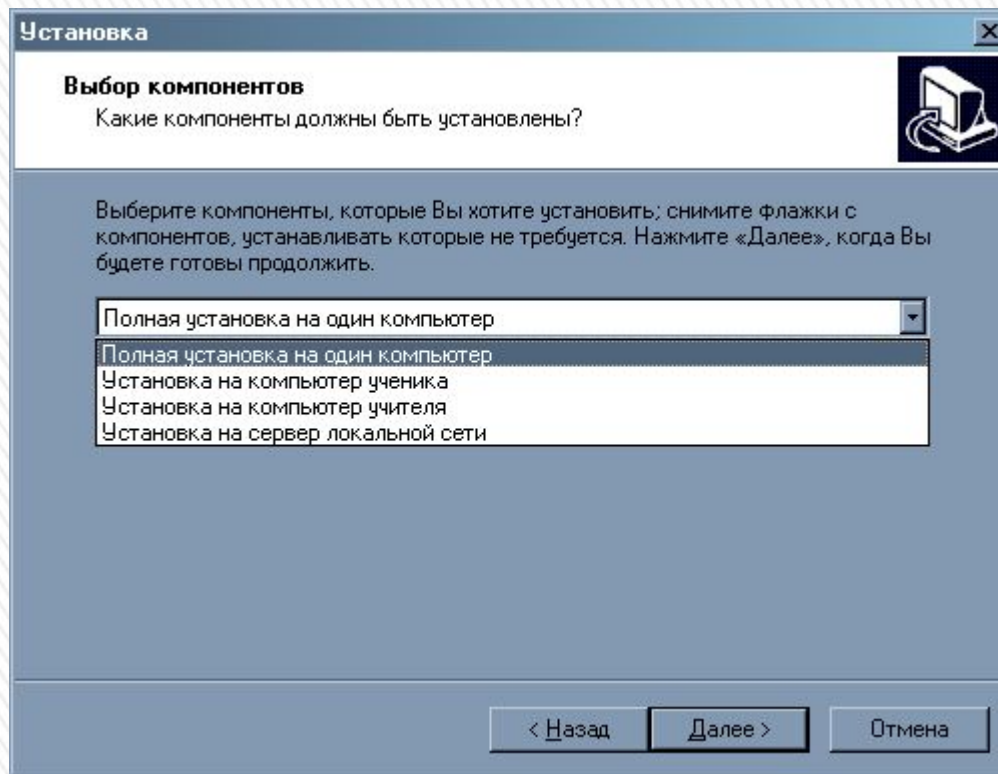 Установка
Выбор компонентов
Какие компоненты должны быть установлены?
Выберите компоненты, которые Вы хотите установить; снимите флажки с
компонентов, устанавливать которые не требуется. Нажмите «Далее», когда Вы
будете готовы продолжить.
Полная установка на один компьютер
Полная установка на один компьютер
Установка на компьютер ученика
Установка на компьютер учителя
Установка на сервер локальной сети
< Назад Далее > Отмена